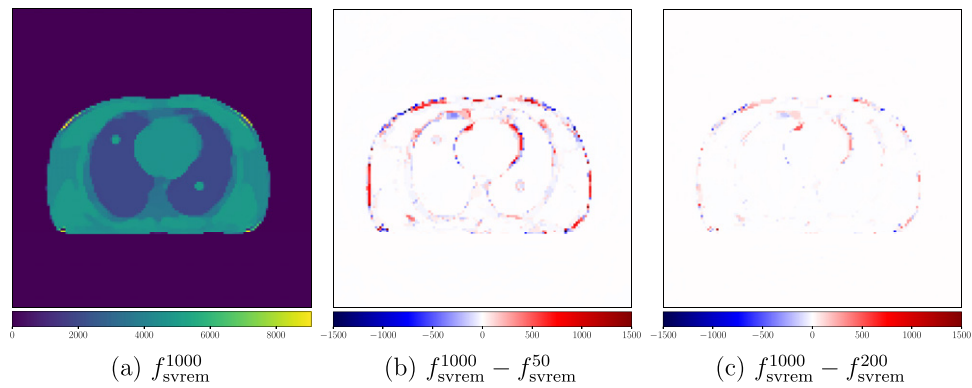 0 2000 4000 6000 8000
−1500 −1000 −500 0 500 1000 1500
−1500 −1000 −500 0 500 1000 1500
(a) f^{1000}_{svrem}
(b) f^{1000}_{svrem} − f^{50}_{svrem}
(c) f^{1000}_{svrem} − f^{200}_{svrem}